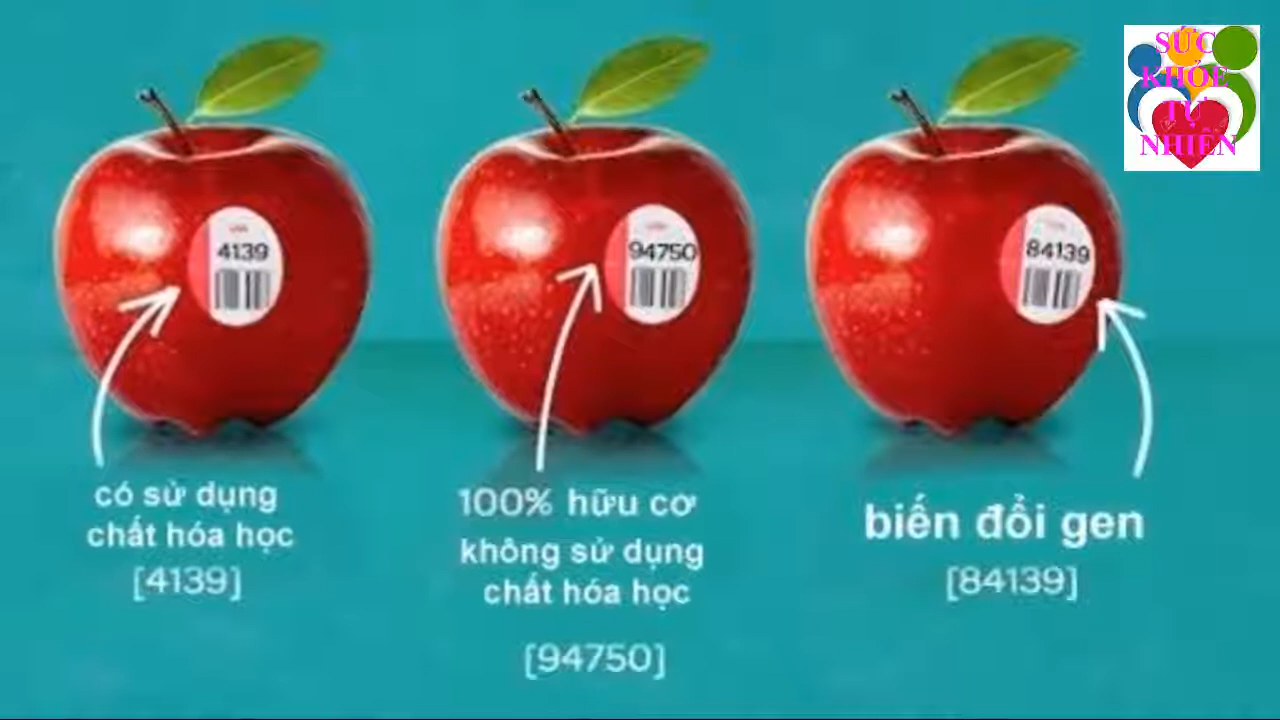 SỨC
KHỎE
TỰ
NHIÊN
4139
94750
84139
có sử dụng
chất hóa học
[4139]
100% hữu cơ
không sử dụng
chất hóa học
[94750]
biến đổi gen
[84139]